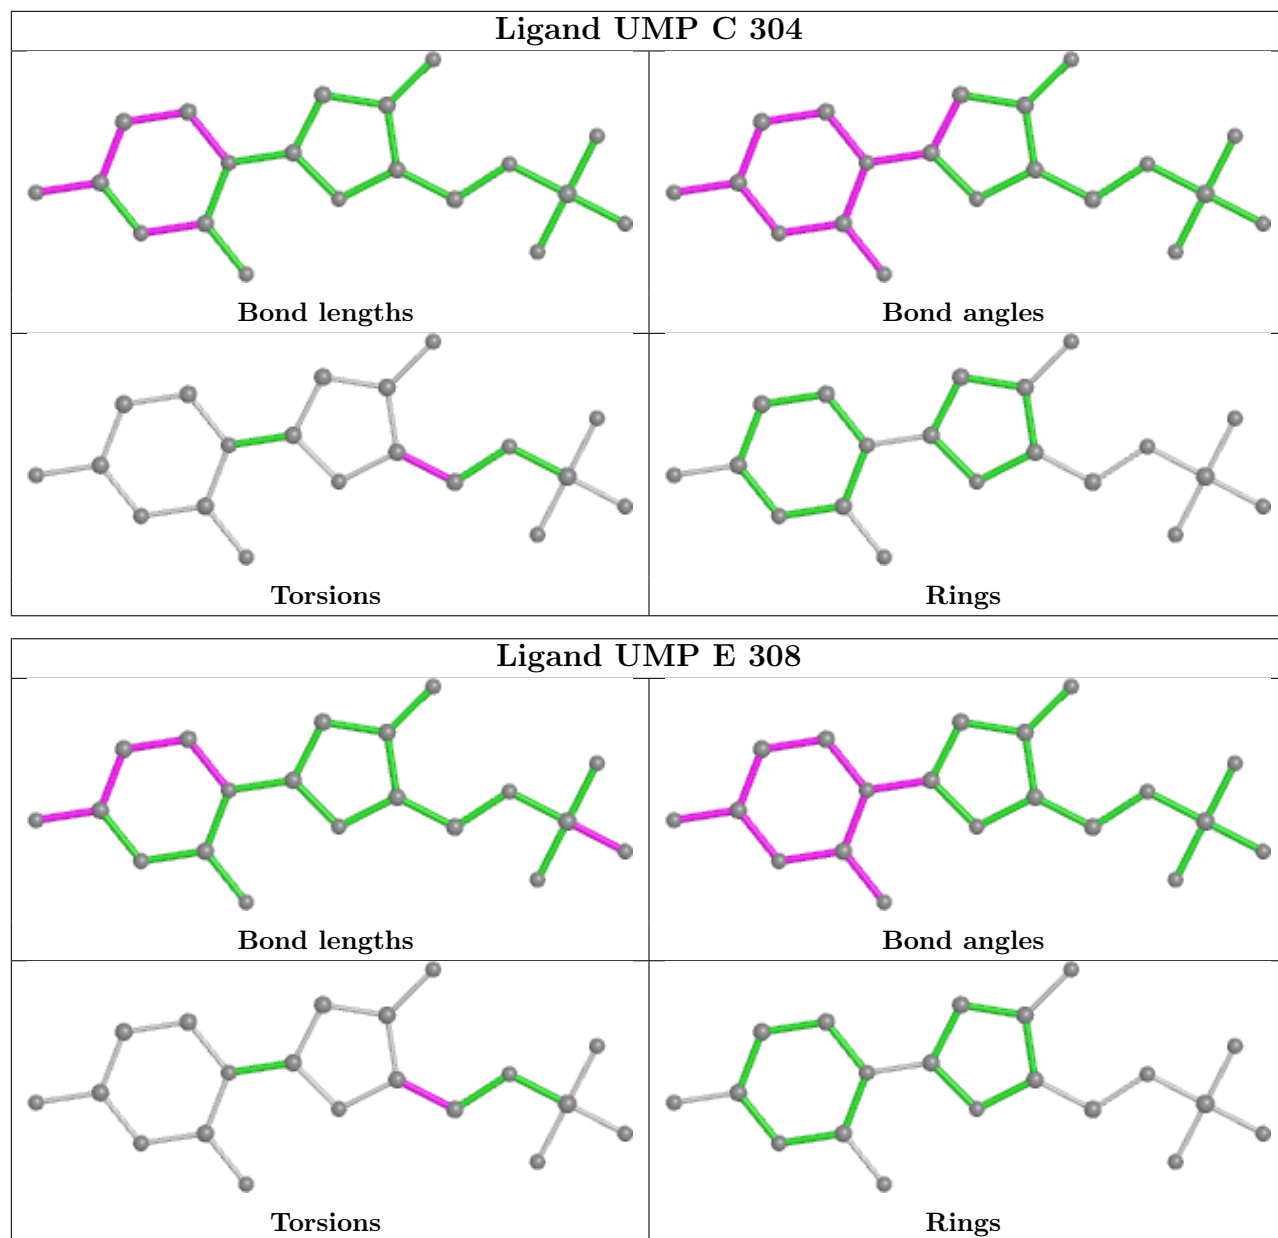 Ligand UMP C 304
Bond lengths
Bond angles
Torsions
Rings
Ligand UMP E 308
Bond lengths
Bond angles
Torsions
Rings